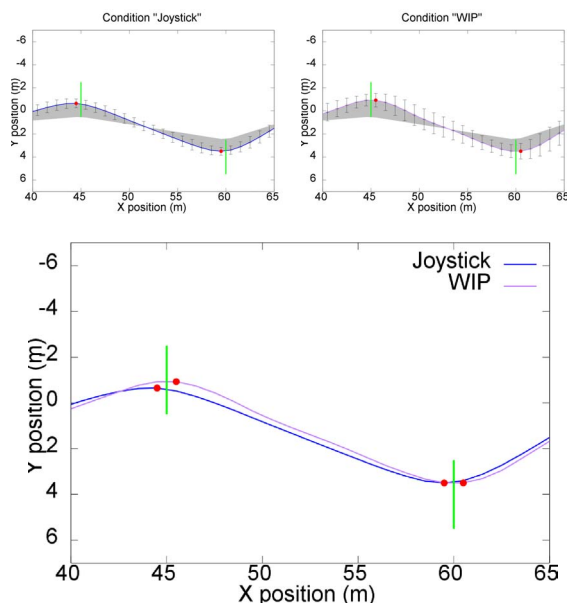 Condition "Joystick"
-6
-4
-2
0
2
4
6
Y position (m)
40 45 50 55 60 65
X position (m)
Condition "WIP"
-6
-4
-2
0
2
4
6
Y position (m)
40 45 50 55 60 65
X position (m)
Joystick
WIP
-6
-4
-2
0
2
4
6
Y position (m)
40 45 50 55 60 65
X position (m)